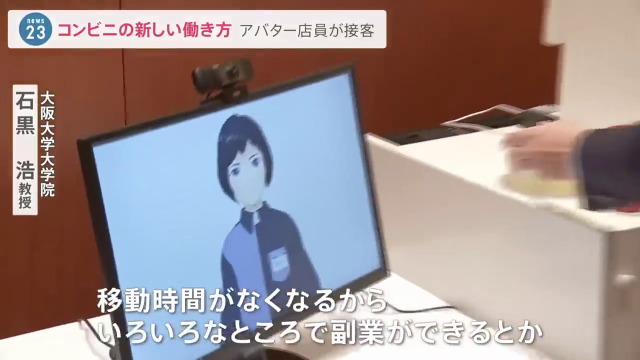 news
23
コンビニの新しい働き方 アバター店員が接客
大阪大学大学院
石黒 浩 教授
移動時間がなくなるから
いろいろなところで副業ができるとか